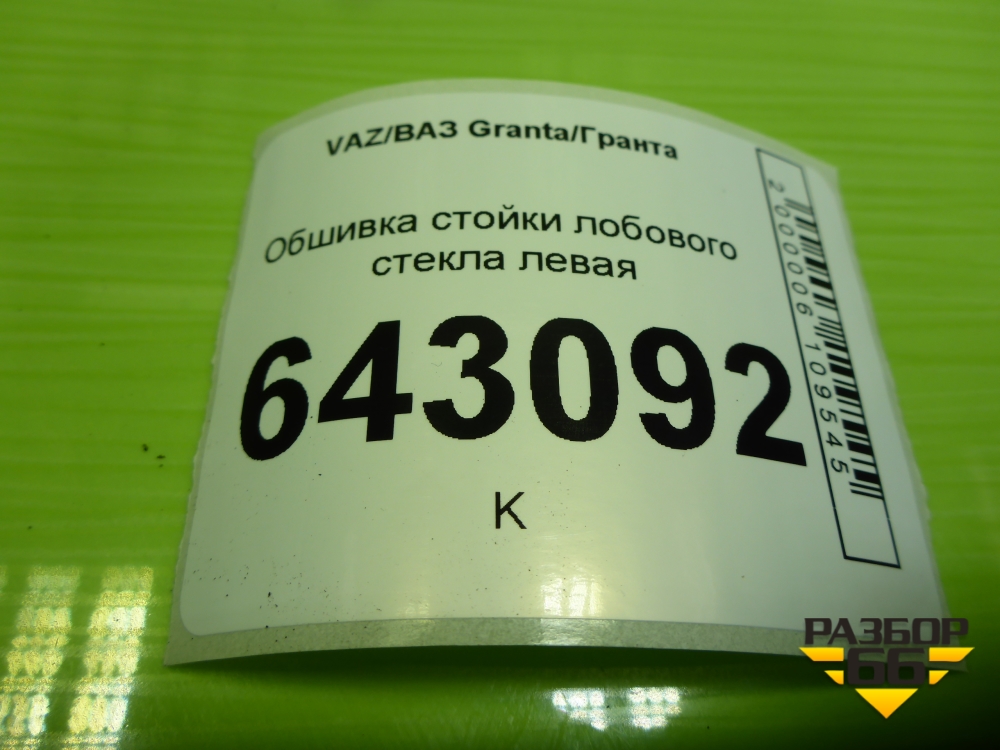 VAZ/ВАЗ Granta/Гранта
Обшивка стойки лобового
стекла левая
643092
К
2000006109545
РАЗБОР
66